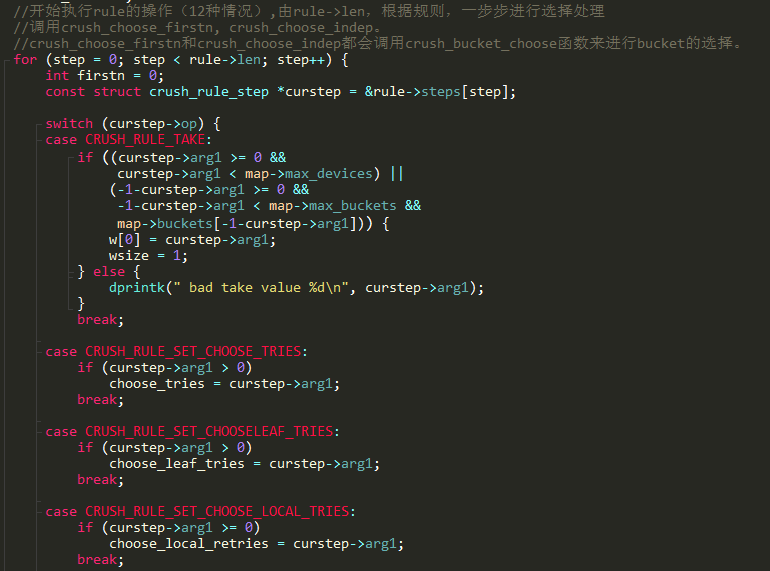 //开始执行rule的操作（12种情况）,由rule->len，根据规则，一步步进行选择处理
//调用crush_choose_firstn, crush_choose_indep。
//crush_choose_firstn和crush_choose_indep都会调用crush_bucket_choose函数来进行bucket的选择。
for (step = 0; step < rule->len; step++) {
    int firstn = 0;
    const struct crush_rule_step *curstep = &rule->steps[step];

    switch (curstep->op) {
    case CRUSH_RULE_TAKE:
        if ((curstep->arg1 >= 0 &&
             curstep->arg1 < map->max_devices) ||
            (-1-curstep->arg1 >= 0 &&
             -1-curstep->arg1 < map->max_buckets &&
             map->buckets[-1-curstep->arg1])) {
            w[0] = curstep->arg1;
            wsize = 1;
        } else {
            dprintk(" bad take value %d\n", curstep->arg1);
        }
        break;

    case CRUSH_RULE_SET_CHOOSE_TRIES:
        if (curstep->arg1 > 0)
            choose_tries = curstep->arg1;
        break;

    case CRUSH_RULE_SET_CHOOSELEAF_TRIES:
        if (curstep->arg1 > 0)
            choose_leaf_tries = curstep->arg1;
        break;

    case CRUSH_RULE_SET_CHOOSE_LOCAL_TRIES:
        if (curstep->arg1 >= 0)
            choose_local_retries = curstep->arg1;
        break;